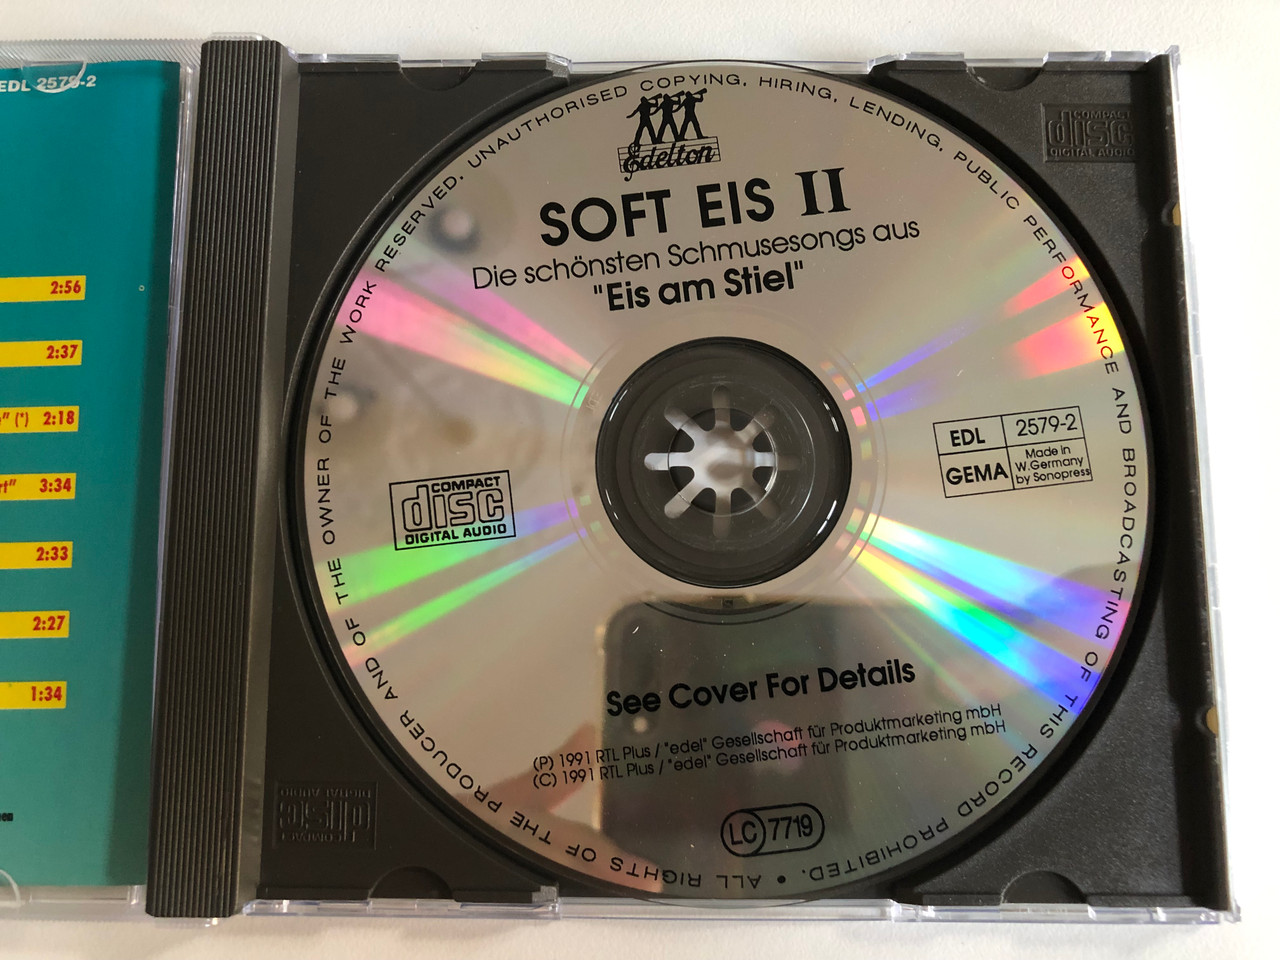 EDL 2579-2
2:56
2:37
(*) 2:18
3:34
2:33
2:27
1:34
COMPACT
disc
DIGITAL AUDIO
Edelton
SOFT EIS II
Die schönsten Schmusesongs aus
"Eis am Stiel"
EDL 2579-2
GEMA Made in
W.Germany
by Sonopress
COMPACT
disc
DIGITAL AUDIO
See Cover For Details
(P) 1991 RTL Plus / "edel" Gesellschaft für Produktmarketing mbH
(C) 1991 RTL Plus / "edel" Gesellschaft für Produktmarketing mbH
LC 7719
• ALL RIGHTS OF THE PRODUCER AND OF THE OWNER OF THE WORK RESERVED. UNAUTHORISED COPYING, HIRING, LENDING, PUBLIC PERFORMANCE AND BROADCASTING OF THIS RECORD PROHIBITED.
COMPACT
disc
DIGITAL AUDIO